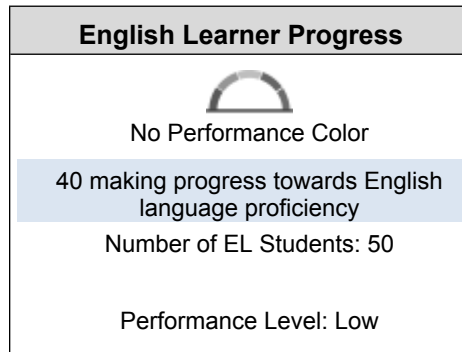 English Learner Progress
No Performance Color
40 making progress towards English
language proficiency
Number of EL Students: 50
Performance Level: Low